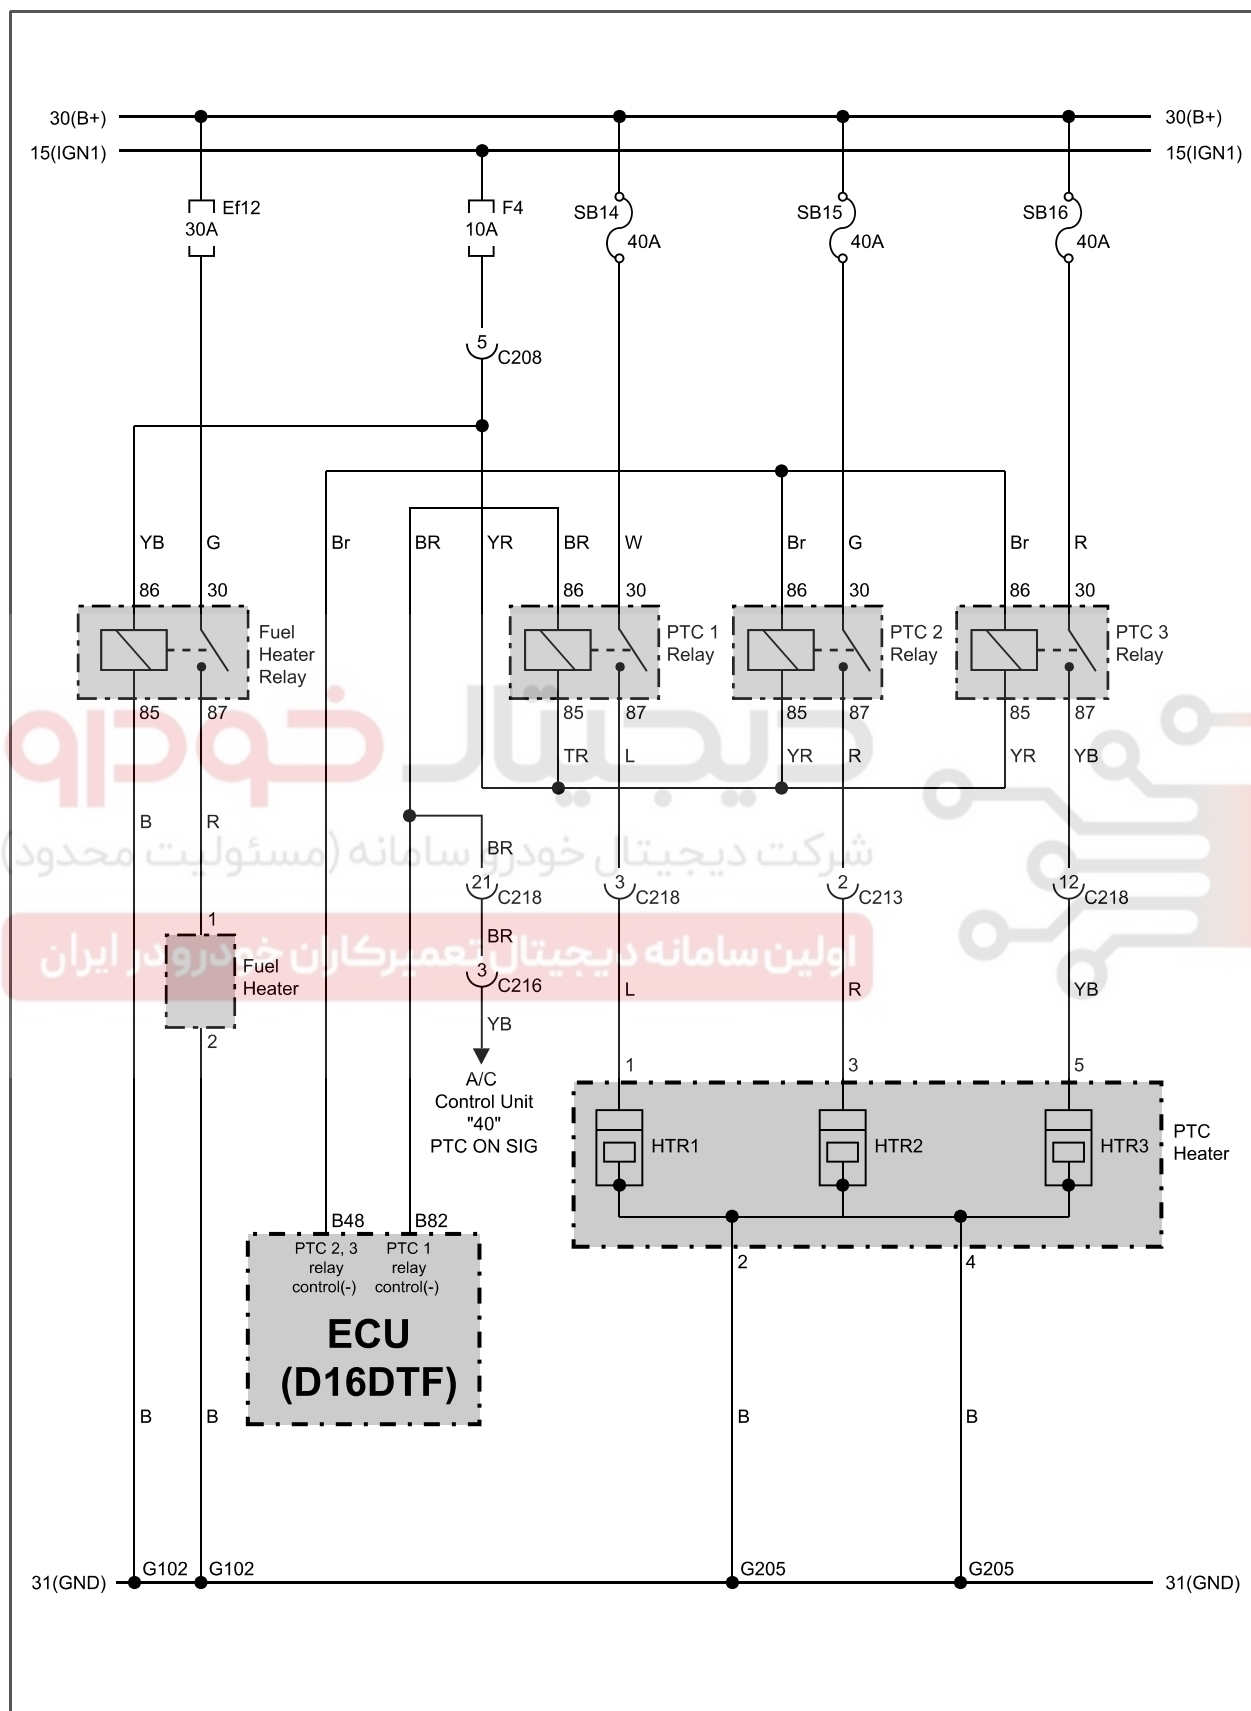 30(B+)
30(B+)
15(IGN1)
15(IGN1)
Ef12
30A
F4
10A
SB14
40A
SB15
40A
SB16
40A
5
C208
YB
G
Br
BR
YR
BR
W
Br
G
Br
R
86
30
86
30
86
30
86
30
Fuel
Heater
Relay
PTC 1
Relay
PTC 2
Relay
PTC 3
Relay
85
87
85
87
85
87
85
87
دیجیتال خودرو
TR
L
YR
R
YR
YB
B
R
شرکت دیجیتال خودرو سامانه (مسئولیت محدود)
BR
21
C218
3
C218
2
C213
12
C218
1
BR
اولین سامانه دیجیتال تعمیرکاران خودرو در ایران
Fuel
Heater
3
C216
L
R
YB
2
YB
1
3
5
A/C
Control Unit
"40"
PTC ON SIG
HTR1
HTR2
HTR3
PTC
Heater
B48
B82
2
4
PTC 2, 3
relay
control(-)
PTC 1
relay
control(-)
ECU
(D16DTF)
B
B
B
B
G102
G102
G205
G205
31(GND)
31(GND)